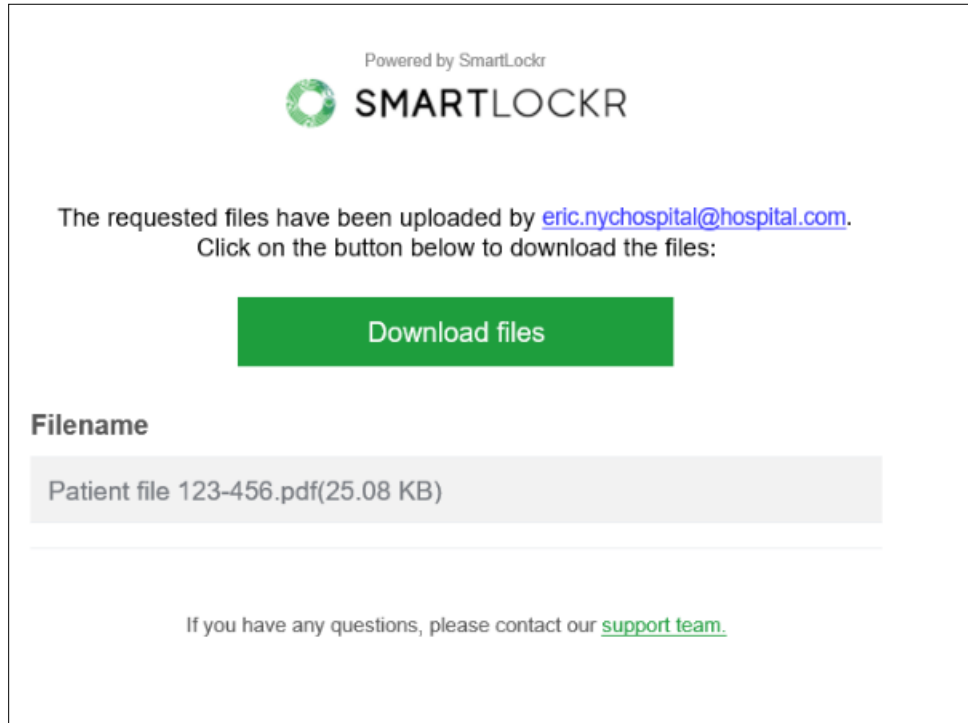 Powered by SmartLockr
SMARTLOCKR
The requested files have been uploaded by eric.nychospital@hospital.com.
Click on the button below to download the files:
Download files
Filename
Patient file 123-456.pdf(25.08 KB)
If you have any questions, please contact our support team.